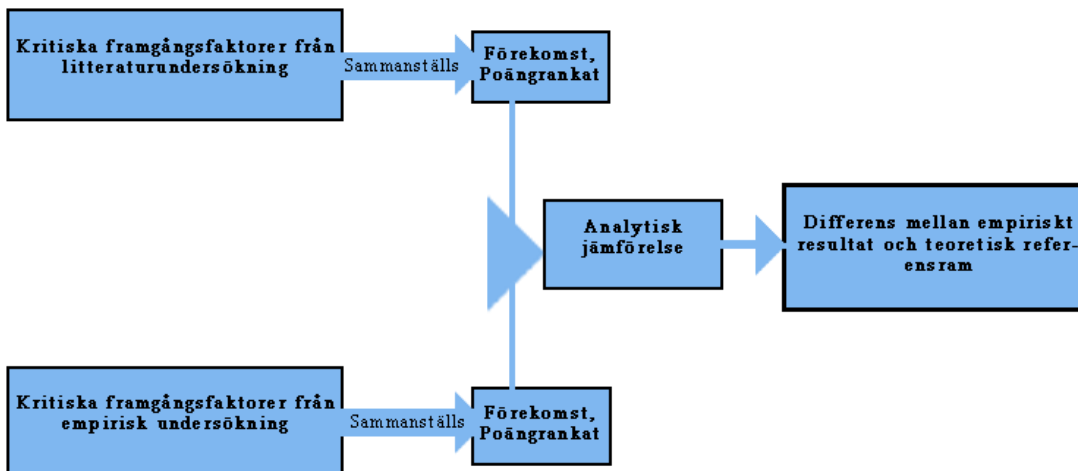 Kritiska framgångsfaktorer från
litteraturundersökning
Sammanställs
Förekomst,
Poängrankat
Analytisk
jämförelse
Differens mellan empiriskt
resultat och teoretisk refer-
ensram
Kritiska framgångsfaktorer från
empirisk undersökning
Sammanställs
Förekomst,
Poängrankat